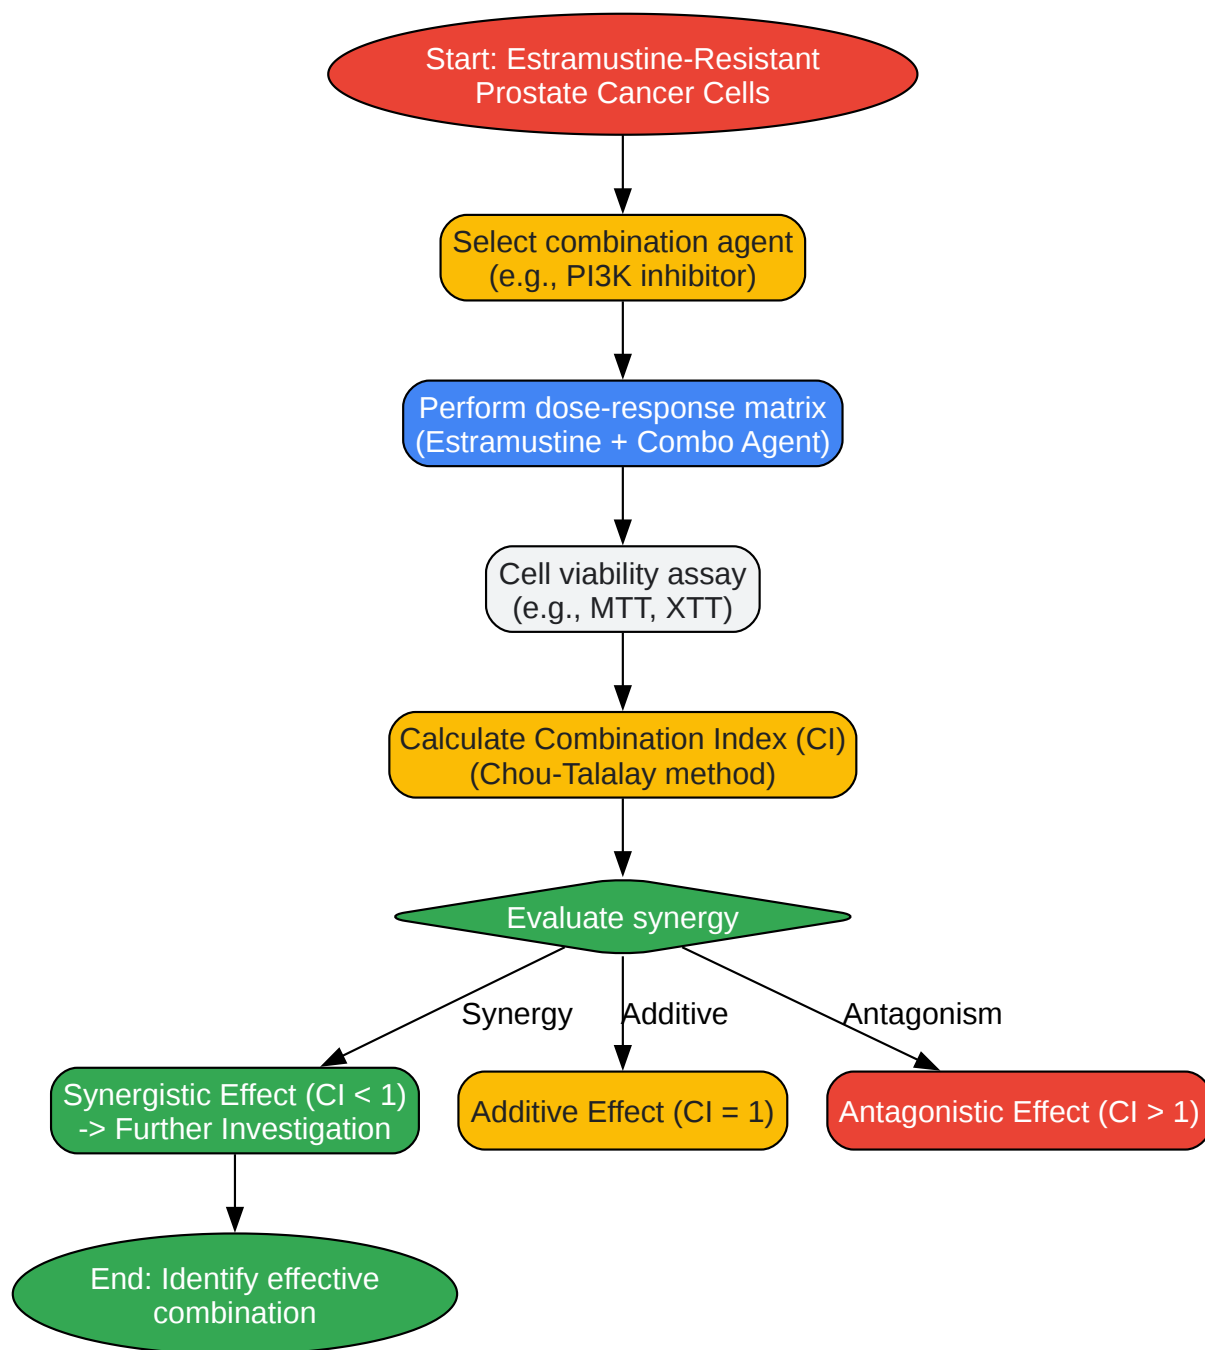 Start: Estramustine-Resistant
Prostate Cancer Cells
Select combination agent
(e.g., PI3K inhibitor)
Perform dose-response matrix
(Estramustine + Combo Agent)
Cell viability assay
(e.g., MTT, XTT)
Calculate Combination Index (CI)
(Chou-Talalay method)
Evaluate synergy
Synergy
Additive
Antagonism
Synergistic Effect (CI < 1)
-> Further Investigation
Additive Effect (CI = 1)
Antagonistic Effect (CI > 1)
End: Identify effective
combination